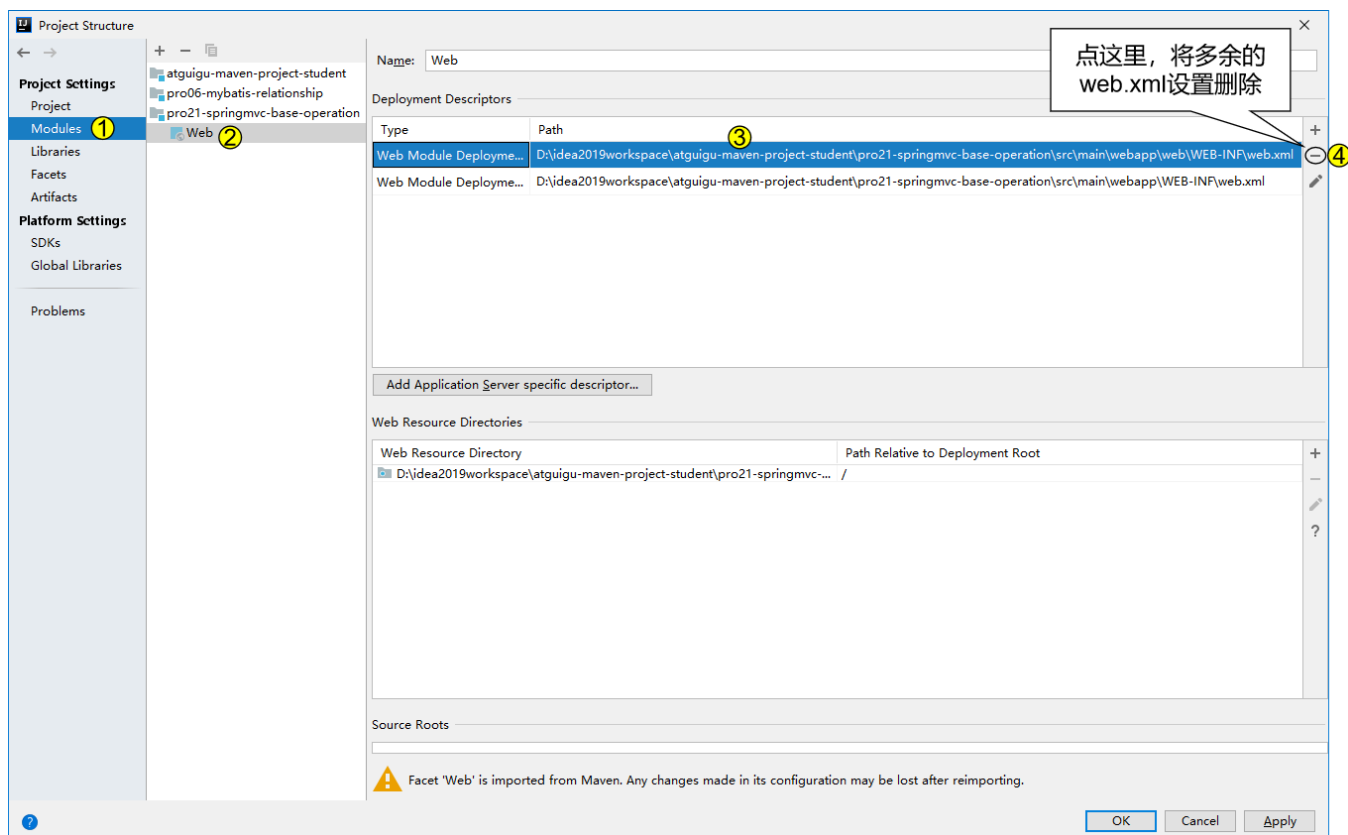 Project Structure
点这里，将多余的
web.xml设置删除
Project Settings
Project
Modules ①
Libraries
Facets
Artifacts
Platform Settings
SDKs
Global Libraries
Problems
atguigu-maven-project-student
pro06-mybatis-relationship
pro21-springmvc-base-operation
Web ②
Name: Web
Deployment Descriptors
Type Path ③
Web Module Deployme... D:\idea2019workspace\atguigu-maven-project-student\pro21-springmvc-base-operation\src\main\webapp\web\WEB-INF\web.xml ④
Web Module Deployme... D:\idea2019workspace\atguigu-maven-project-student\pro21-springmvc-base-operation\src\main\webapp\WEB-INF\web.xml
Add Application Server specific descriptor...
Web Resource Directories
Web Resource Directory Path Relative to Deployment Root
D:\idea2019workspace\atguigu-maven-project-student\pro21-springmvc-... /
Source Roots
Facet 'Web' is imported from Maven. Any changes made in its configuration may be lost after reimporting.
? OK Cancel Apply